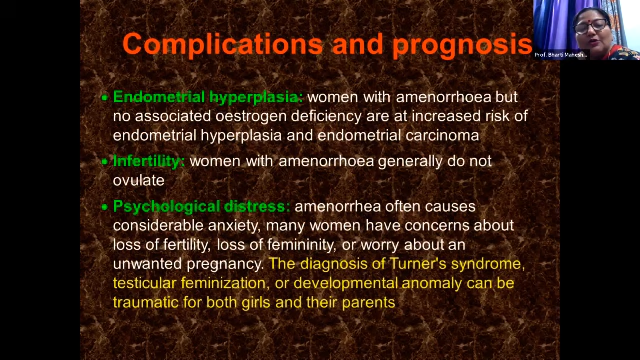 Complications and prognosis
Prof. Bharti Mahesh...
• Endometrial hyperplasia: women with amenorrhoea but
no associated oestrogen deficiency are at increased risk of
endometrial hyperplasia and endometrial carcinoma
• Infertility: women with amenorrhoea generally do not
ovulate
• Psychological distress: amenorrhea often causes
considerable anxiety, many women have concerns about
loss of fertility, loss of femininity, or worry about an
unwanted pregnancy. The diagnosis of Turner's syndrome,
testicular feminization, or developmental anomaly can be
traumatic for both girls and their parents